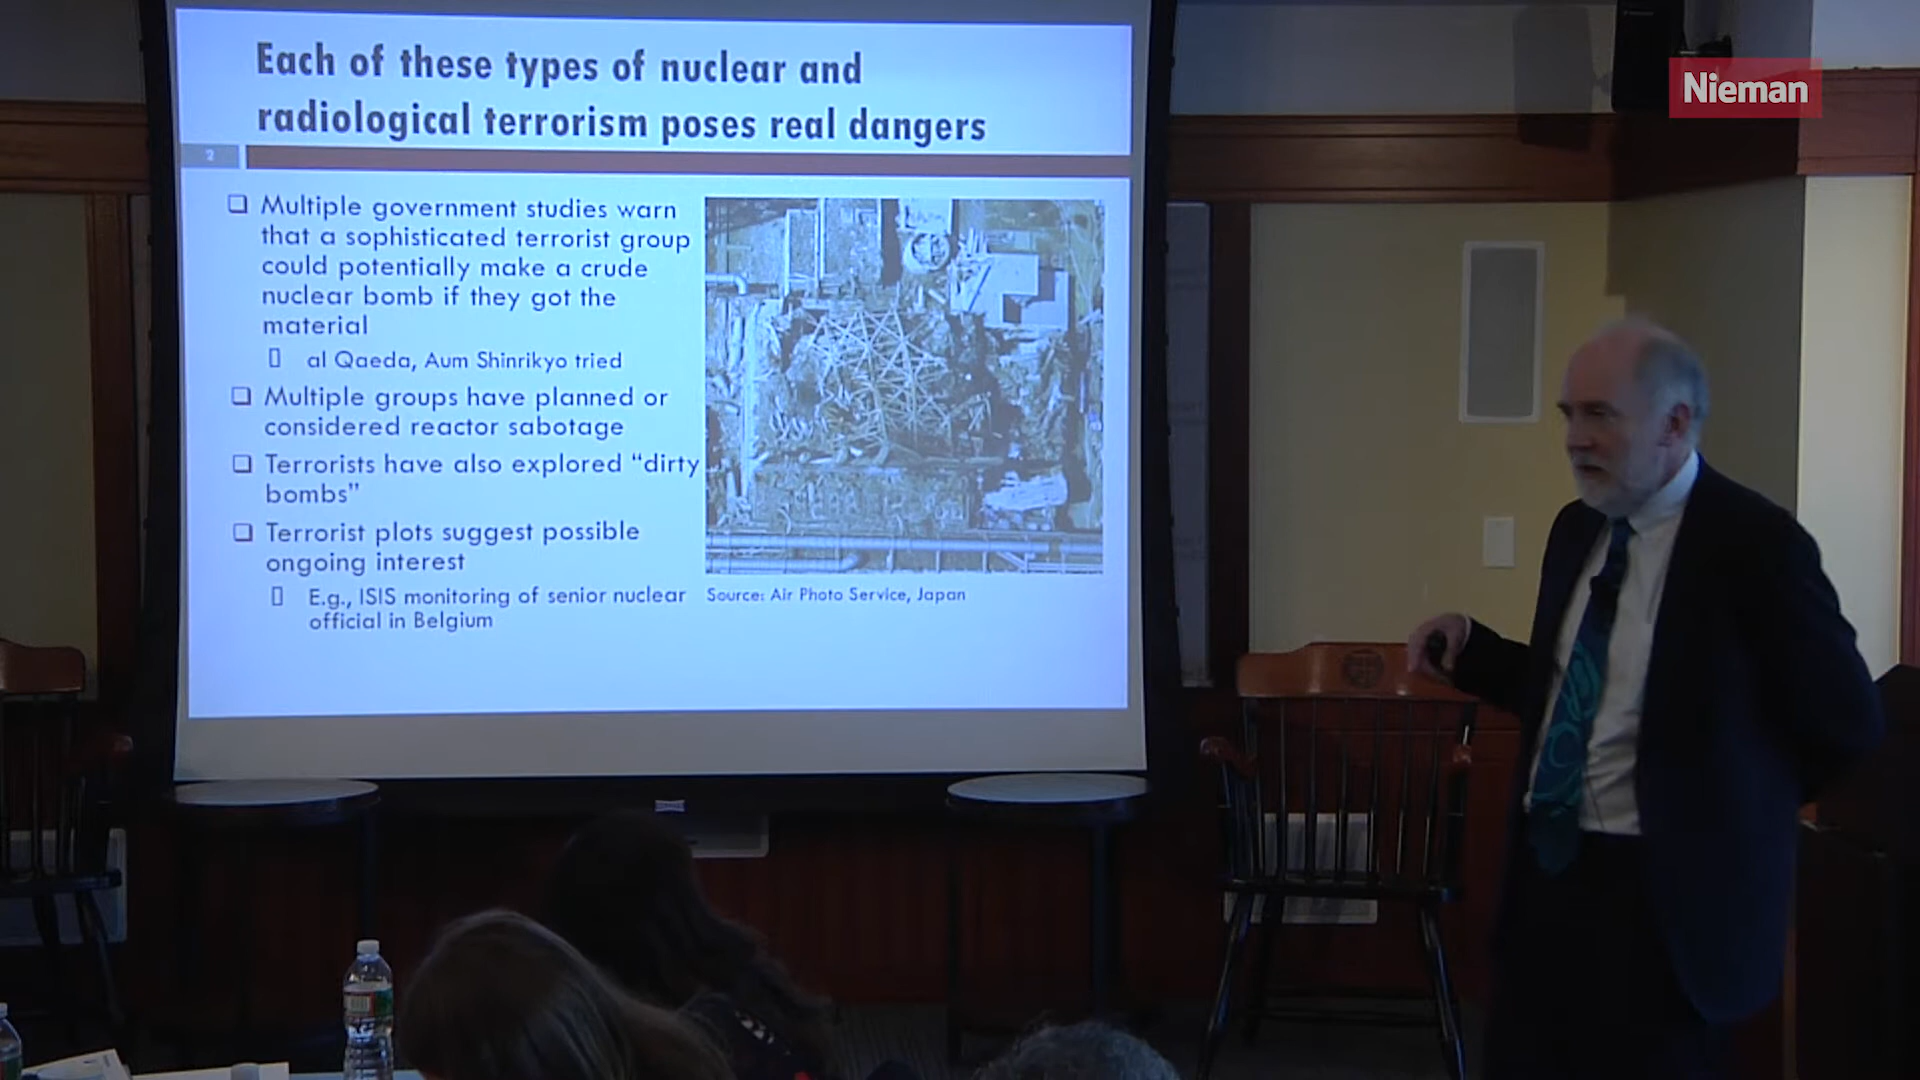 Each of these types of nuclear and
radiological terrorism poses real dangers
2
Multiple government studies warn
that a sophisticated terrorist group
could potentially make a crude
nuclear bomb if they got the
material
al Qaeda, Aum Shinrikyo tried
Multiple groups have planned or
considered reactor sabotage
Terrorists have also explored “dirty
bombs”
Terrorist plots suggest possible
ongoing interest
E.g., ISIS monitoring of senior nuclear
official in Belgium
Source: Air Photo Service, Japan
Nieman